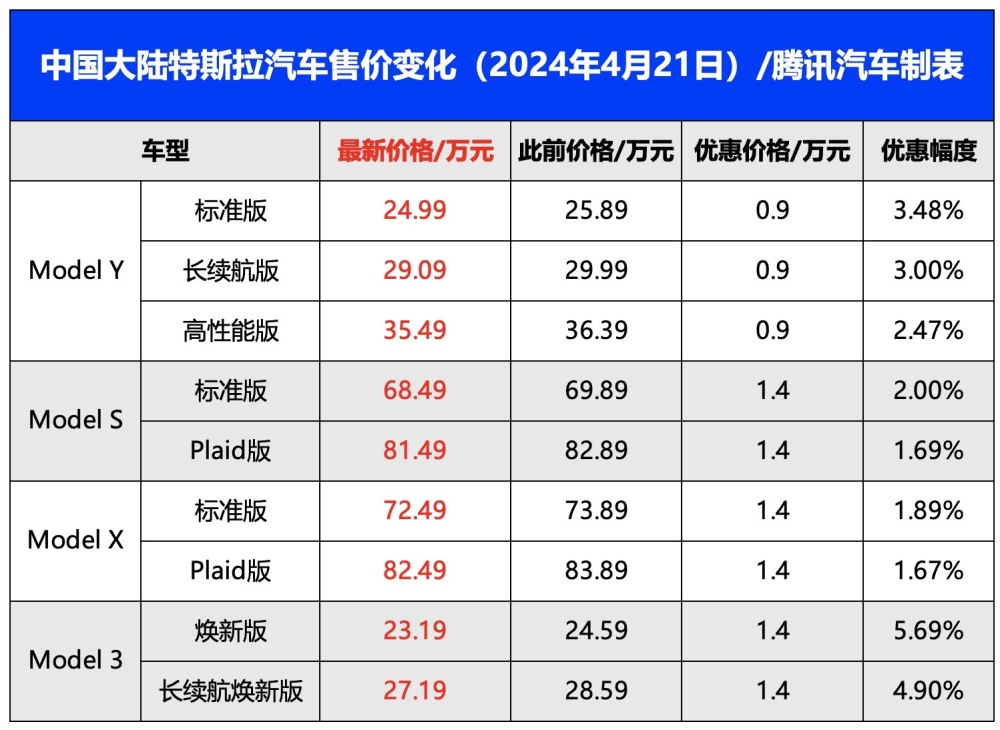 中国大陆特斯拉汽车售价变化（2024年4月21日）/腾讯汽车制表
车型 最新价格/万元 此前价格/万元 优惠价格/万元 优惠幅度
Model Y
标准版 24.99 25.89 0.9 3.48%
长续航版 29.09 29.99 0.9 3.00%
高性能版 35.49 36.39 0.9 2.47%
Model S
标准版 68.49 69.89 1.4 2.00%
Plaid版 81.49 82.89 1.4 1.69%
Model X
标准版 72.49 73.89 1.4 1.89%
Plaid版 82.49 83.89 1.4 1.67%
Model 3
焕新版 23.19 24.59 1.4 5.69%
长续航焕新版 27.19 28.59 1.4 4.90%